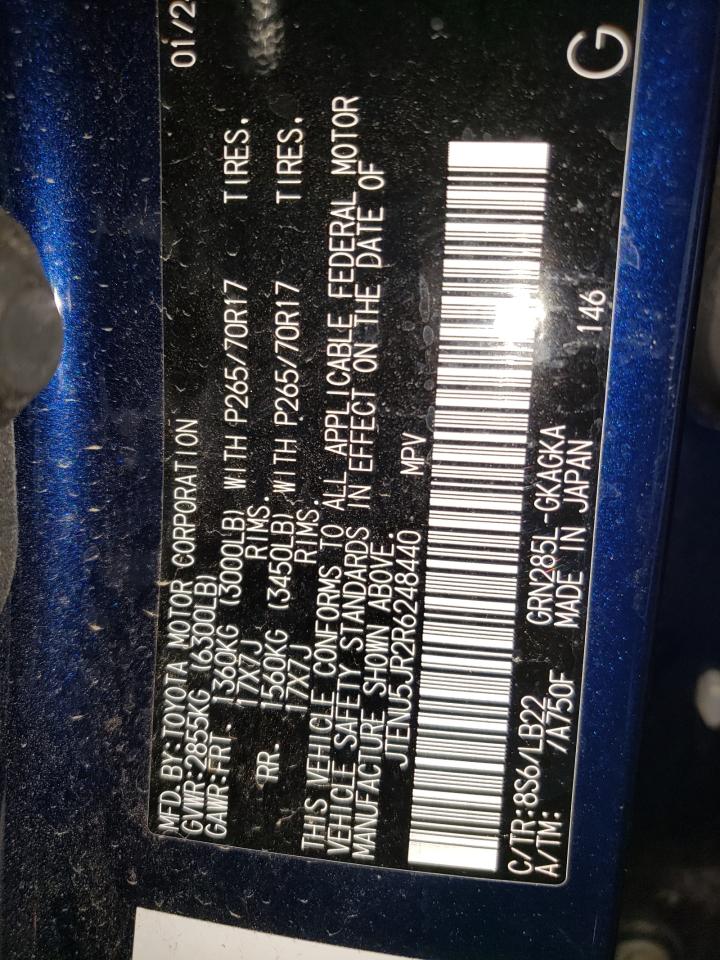 MFD. BY: TOYOTA MOTOR CORPORATION 01/2
GVWR: 2855KG (6300LB)
GAWR: FRT. 1360KG (3000LB) WITH P265/70R17 TIRES.
17X7J RIMS.
RR. 1560KG (3450LB) WITH P265/70R17 TIRES.
17X7J RIMS.
THIS VEHICLE CONFORMS TO ALL APPLICABLE FEDERAL MOTOR
VEHICLE SAFETY STANDARDS IN EFFECT ON THE DATE OF
MANUFACTURE SHOWN ABOVE.
JTENU5JR2R6248440 MPV
C/TR: 8S6/LB22 GRN285L-GKAGKA 146
A/TM: /A750F MADE IN JAPAN G